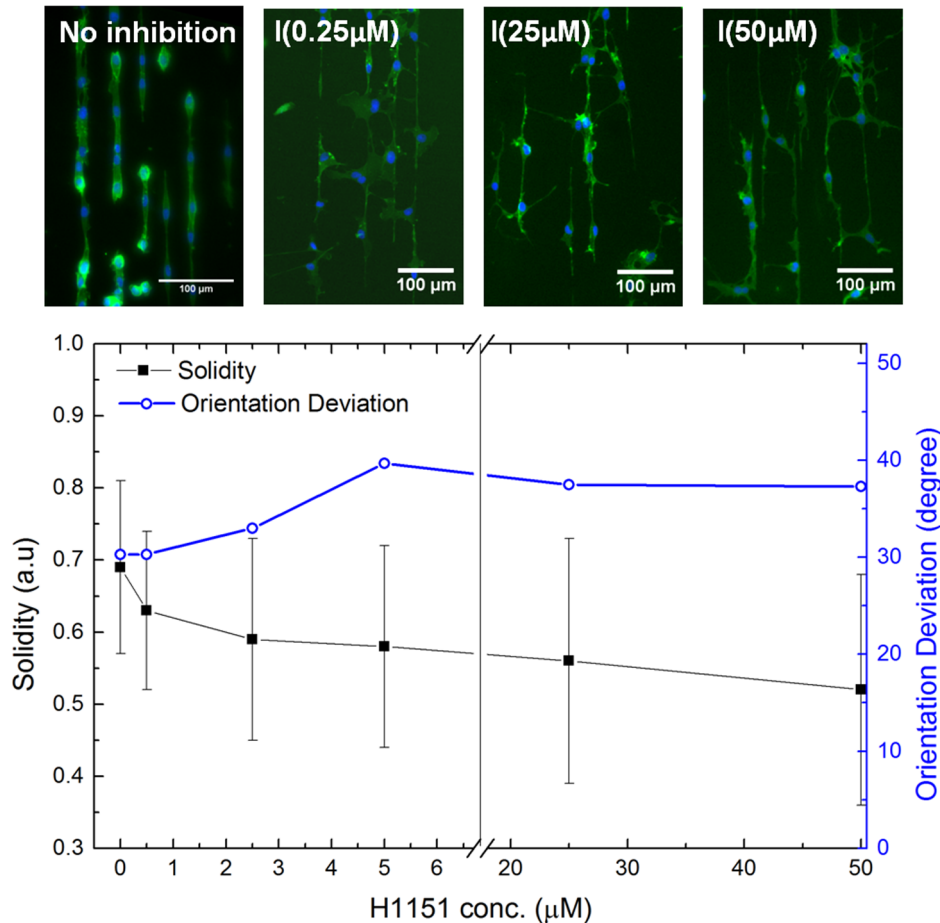 No inhibition
I(0.25μM)
I(25μM)
I(50μM)
100 μm
100 μm
100 μm
100 μm
Solidity
Orientation Deviation
1.0
0.9
0.8
0.7
0.6
0.5
0.4
0.3
Solidity (a.u)
50
40
30
20
10
0
Orientation Deviation (degree)
0 1 2 3 4 5 6 20 30 40 50
H1151 conc. (μM)